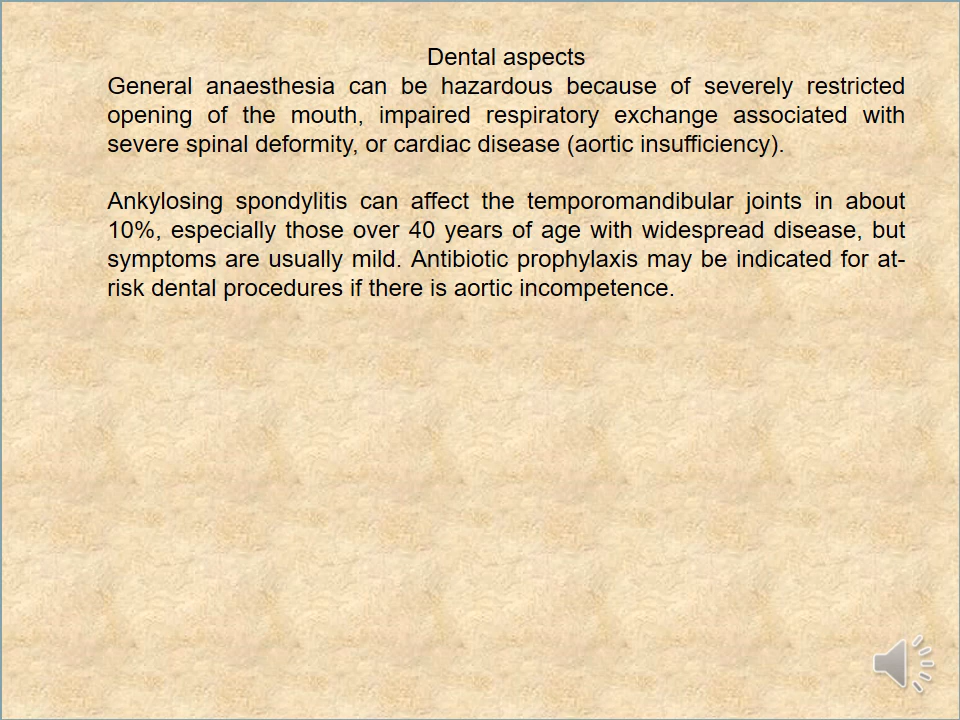 Dental aspects
General anaesthesia can be hazardous because of severely restricted
opening of the mouth, impaired respiratory exchange associated with
severe spinal deformity, or cardiac disease (aortic insufficiency).
Ankylosing spondylitis can affect the temporomandibular joints in about
10%, especially those over 40 years of age with widespread disease, but
symptoms are usually mild. Antibiotic prophylaxis may be indicated for at-
risk dental procedures if there is aortic incompetence.